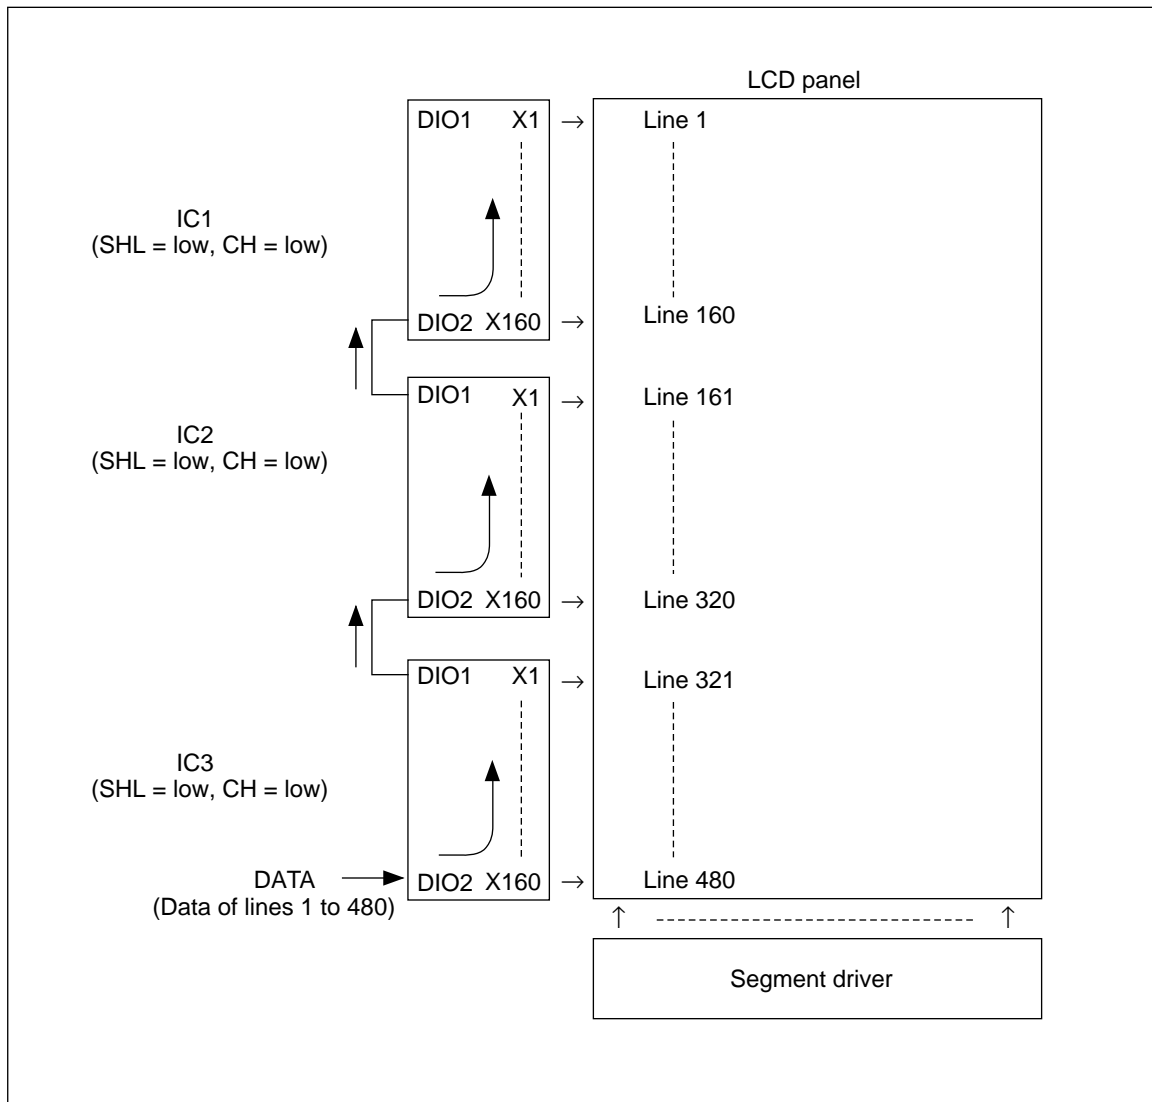 LCD panel
DIO1 X1 → Line 1
IC1
(SHL = low, CH = low)
DIO2 X160 → Line 160
DIO1 X1 → Line 161
IC2
(SHL = low, CH = low)
DIO2 X160 → Line 320
DIO1 X1 → Line 321
IC3
(SHL = low, CH = low)
DATA
(Data of lines 1 to 480)
DIO2 X160 → Line 480
Segment driver